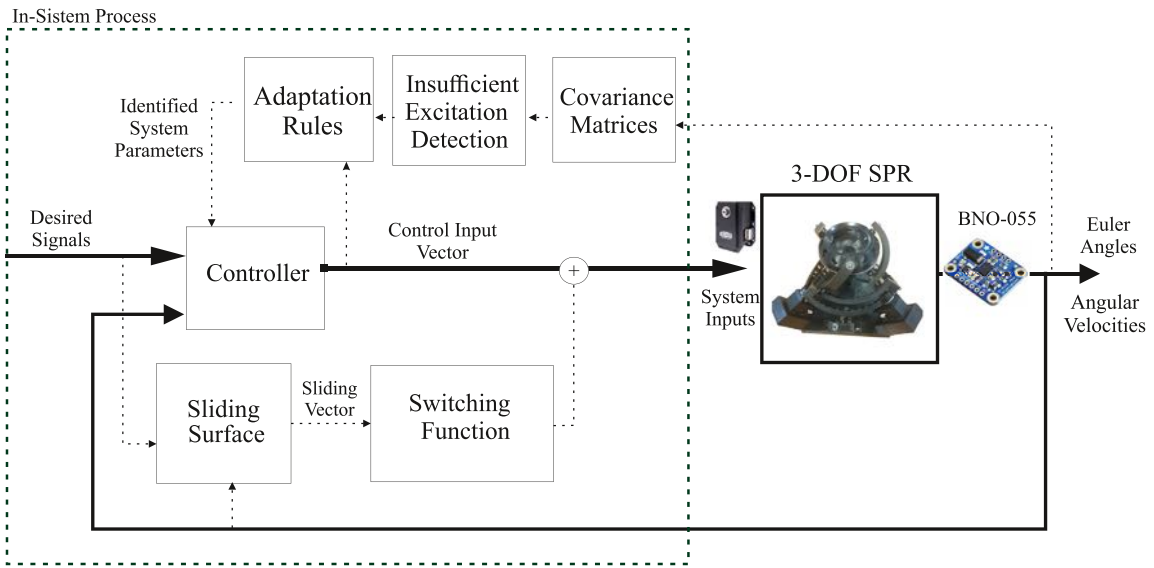 In-Sistem Process
Adaptation
Rules
Insufficient
Excitation
Detection
Covariance
Matrices
Identified
System
Parameters
3-DOF SPR
BNO-055
Desired
Signals
Controller
Control Input
Vector
+
System
Inputs
Euler
Angles
Angular
Velocities
Sliding
Surface
Sliding
Vector
Switching
Function